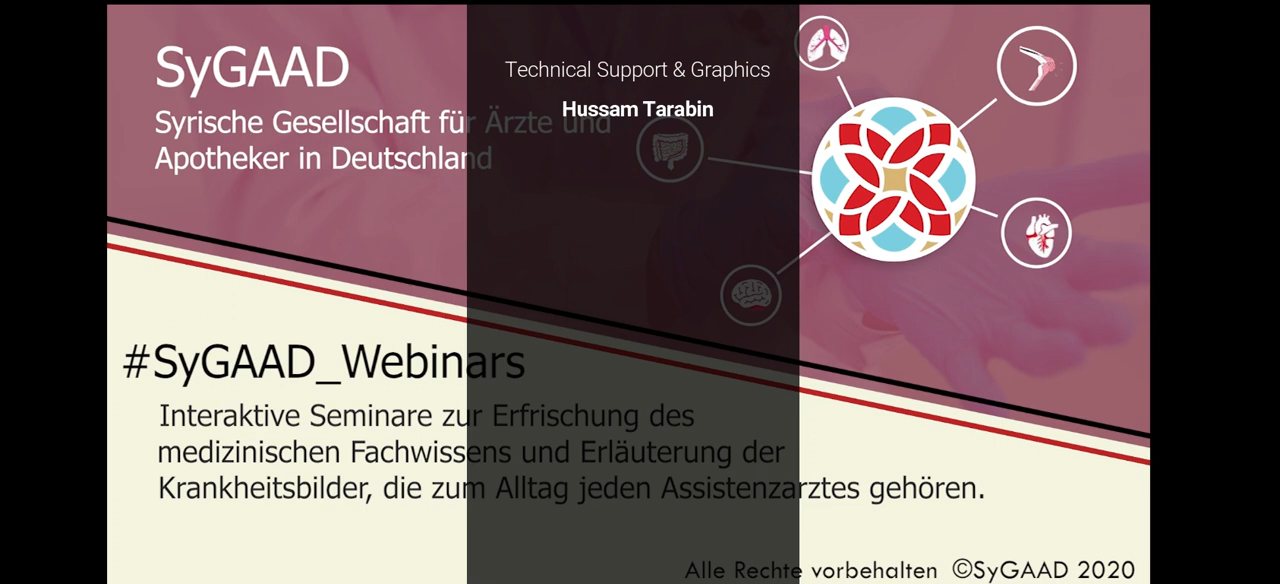 SyGAAD
Syrische Gesellschaft für Ärzte und
Apotheker in Deutschland
Technical Support & Graphics
Hussam Tarabin
#SyGAAD_Webinars
Interaktive Seminare zur Erfrischung des
medizinischen Fachwissens und Erläuterung der
Krankheitsbilder, die zum Alltag jeden Assistenzarztes gehören.
Alle Rechte vorbehalten ©SyGAAD 2020